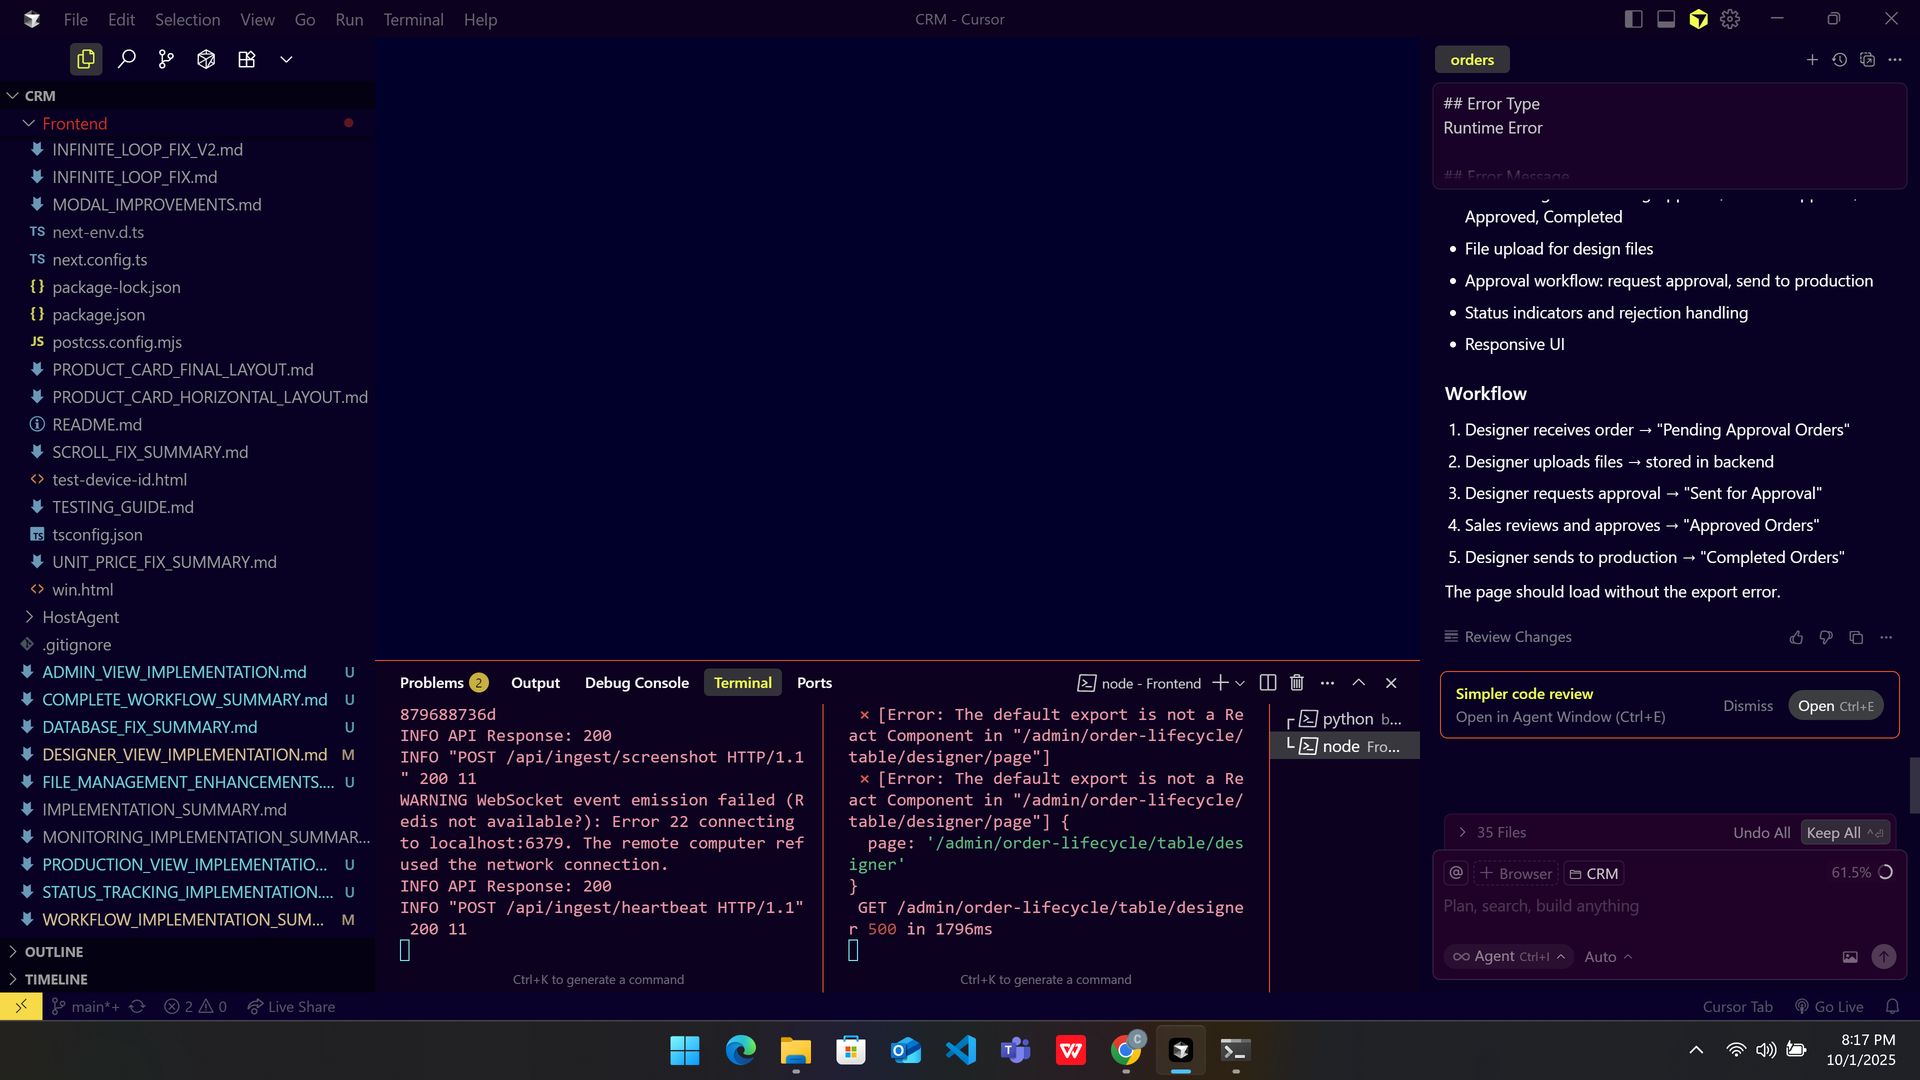 File Edit Selection View Go Run Terminal Help
CRM - Cursor
CRM
Frontend
INFINITE_LOOP_FIX_V2.md
INFINITE_LOOP_FIX.md
MODAL_IMPROVEMENTS.md
TS next-env.d.ts
TS next.config.ts
{} package-lock.json
{} package.json
JS postcss.config.mjs
PRODUCT_CARD_FINAL_LAYOUT.md
PRODUCT_CARD_HORIZONTAL_LAYOUT.md
README.md
SCROLL_FIX_SUMMARY.md
<> test-device-id.html
TESTING_GUIDE.md
TS tsconfig.json
UNIT_PRICE_FIX_SUMMARY.md
<> win.html
HostAgent
.gitignore
ADMIN_VIEW_IMPLEMENTATION.md U
COMPLETE_WORKFLOW_SUMMARY.md U
DATABASE_FIX_SUMMARY.md U
DESIGNER_VIEW_IMPLEMENTATION.md M
FILE_MANAGEMENT_ENHANCEMENTS.... U
IMPLEMENTATION_SUMMARY.md
MONITORING_IMPLEMENTATION_SUMMAR...
PRODUCTION_VIEW_IMPLEMENTATIO... U
STATUS_TRACKING_IMPLEMENTATION.... U
WORKFLOW_IMPLEMENTATION_SUM... M
OUTLINE
TIMELINE
Problems 2 Output Debug Console Terminal Ports
node - Frontend
879688736d
INFO API Response: 200
INFO "POST /api/ingest/screenshot HTTP/1.1
" 200 11
WARNING WebSocket event emission failed (R
edis not available?): Error 22 connecting
to localhost:6379. The remote computer ref
used the network connection.
INFO API Response: 200
INFO "POST /api/ingest/heartbeat HTTP/1.1"
200 11
Ctrl+K to generate a command
⨯ [Error: The default export is not a Re
act Component in "/admin/order-lifecycle/
table/designer/page"]
⨯ [Error: The default export is not a Re
act Component in "/admin/order-lifecycle/
table/designer/page"] {
page: '/admin/order-lifecycle/table/des
igner'
}
GET /admin/order-lifecycle/table/designe
r 500 in 1796ms
Ctrl+K to generate a command
python b...
node Fro...
orders
## Error Type
Runtime Error
## Error Message
Approved, Completed
• File upload for design files
• Approval workflow: request approval, send to production
• Status indicators and rejection handling
• Responsive UI
Workflow
1. Designer receives order → "Pending Approval Orders"
2. Designer uploads files → stored in backend
3. Designer requests approval → "Sent for Approval"
4. Sales reviews and approves → "Approved Orders"
5. Designer sends to production → "Completed Orders"
The page should load without the export error.
Review Changes
Simpler code review
Open in Agent Window (Ctrl+E)
Dismiss
Open Ctrl+E
35 Files Undo All Keep All
@ + Browser CRM 61.5%
Plan, search, build anything
∞ Agent Ctrl+I Auto
main*+ 2 0 Live Share
Cursor Tab Go Live
8:17 PM
10/1/2025